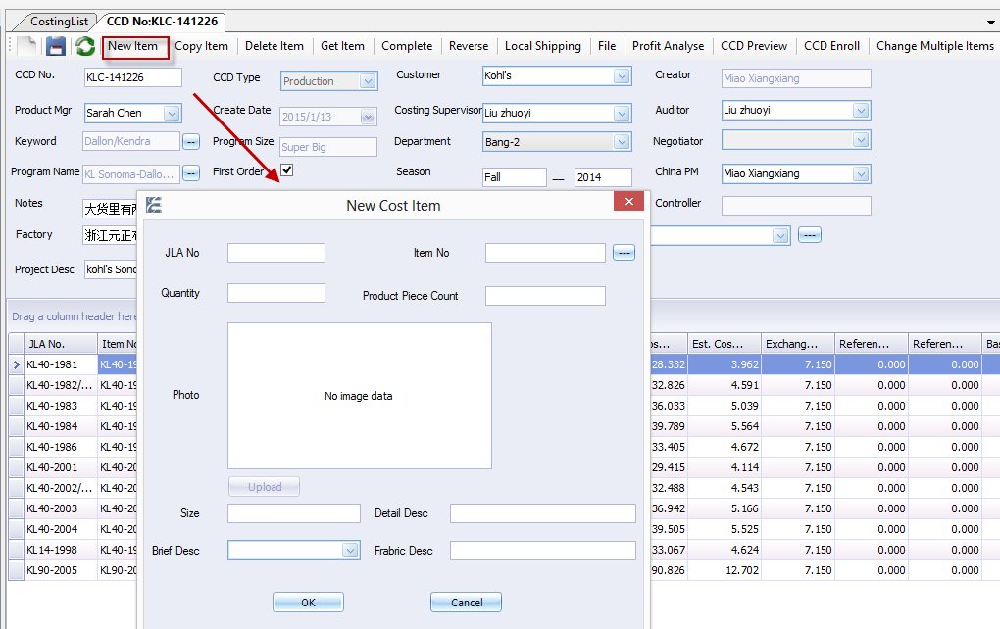 CostingList CCD No:KLC-141226
New Item Copy Item Delete Item Get Item Complete Reverse Local Shipping File Profit Analyse CCD Preview CCD Enroll Change Multiple Items
CCD No. KLC-141226 CCD Type Production Customer Kohl's Creator Miao Xiangxiang
Product Mgr Sarah Chen Create Date 2015/1/13 Costing Supervisor Liu zhuoyi Auditor Liu zhuoyi
Keyword Dallon/Kendra Program Size Super Big Department Bang-2 Negotiator
Program Name KL Sonoma-Dallo... First Order Season Fall 2014 China PM Miao Xiangxiang
Notes 大货里有 Controller
Factory 浙江元正
Project Desc kohl's Sono
New Cost Item
JLA No Item No
Quantity Product Piece Count
Photo No image data
Upload
Size Detail Desc
Brief Desc Frabric Desc
OK Cancel
Drag a column header here
JLA No. Item No os... Est. Cos... Exchang... Referen... Referen... Bas
KL40-1981 KL40-19 28.332 3.962 7.150 0.000 0.000
KL40-1982/... KL40-19 32.826 4.591 7.150 0.000 0.000
KL40-1983 KL40-19 36.033 5.039 7.150 0.000 0.000
KL40-1984 KL40-19 39.789 5.564 7.150 0.000 0.000
KL40-1986 KL40-19 33.405 4.672 7.150 0.000 0.000
KL40-2001 KL40-20 29.415 4.114 7.150 0.000 0.000
KL40-2002/... KL40-20 32.488 4.543 7.150 0.000 0.000
KL40-2003 KL40-20 36.942 5.166 7.150 0.000 0.000
KL40-2004 KL40-20 39.505 5.525 7.150 0.000 0.000
KL14-1998 KL40-19 33.067 4.624 7.150 0.000 0.000
KL90-2005 KL90-20 90.826 12.702 7.150 0.000 0.000